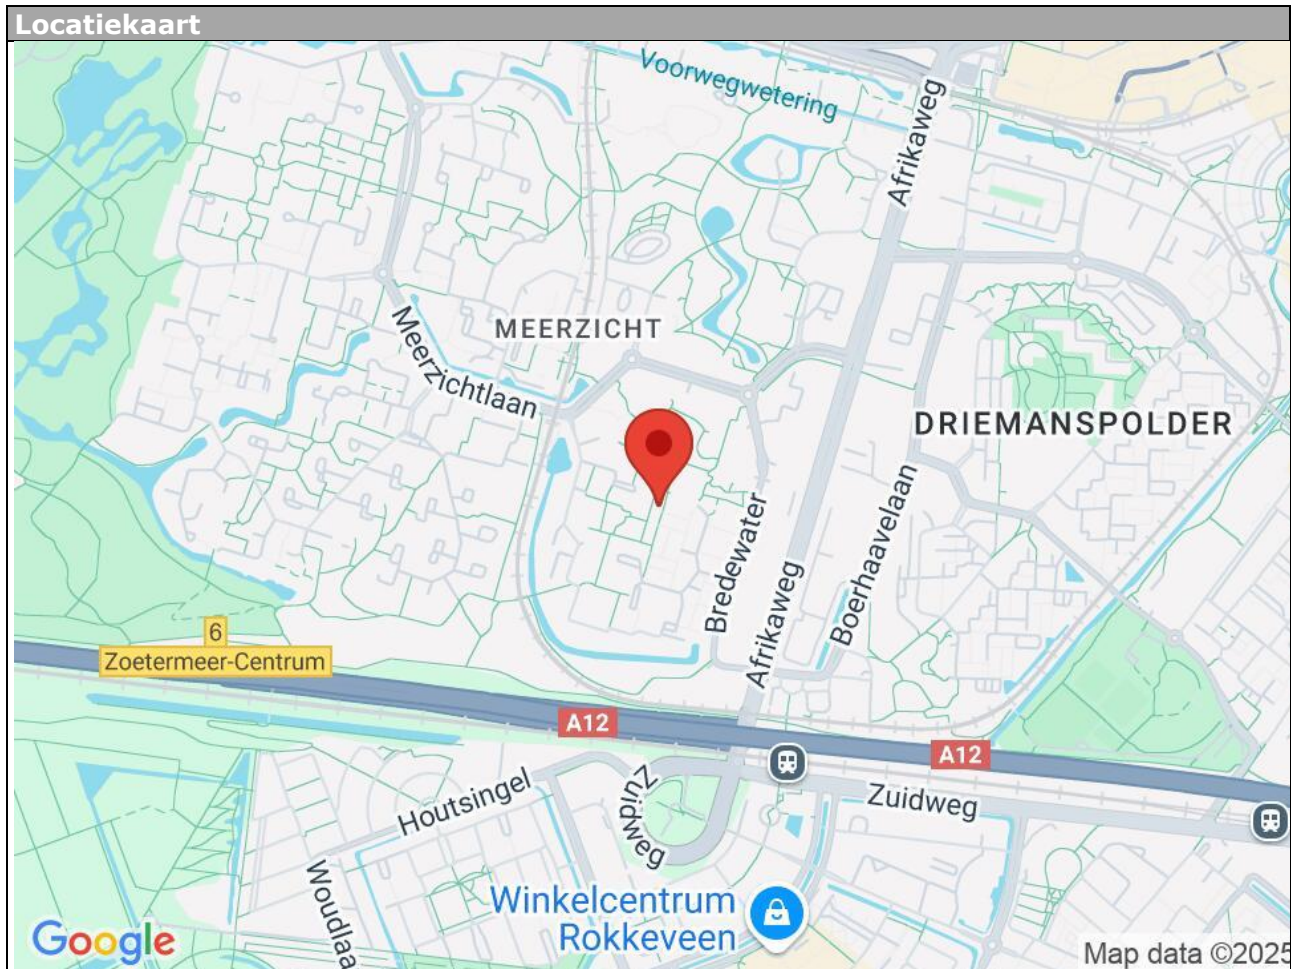 Locatiekaart
Voorwegwetering
Afrikaweg
MEERZICHT
Meerzichtlaan
DRIEMANSPOLDER
Bredewater
Boerhaavelaan
Afrikaweg
6
Zoetermeer-Centrum
A12
A12
Houtsingel
Zuidweg
Zuidweg
Woudlaa
Winkelcentrum
Rokkeveen
Google
Map data ©2025